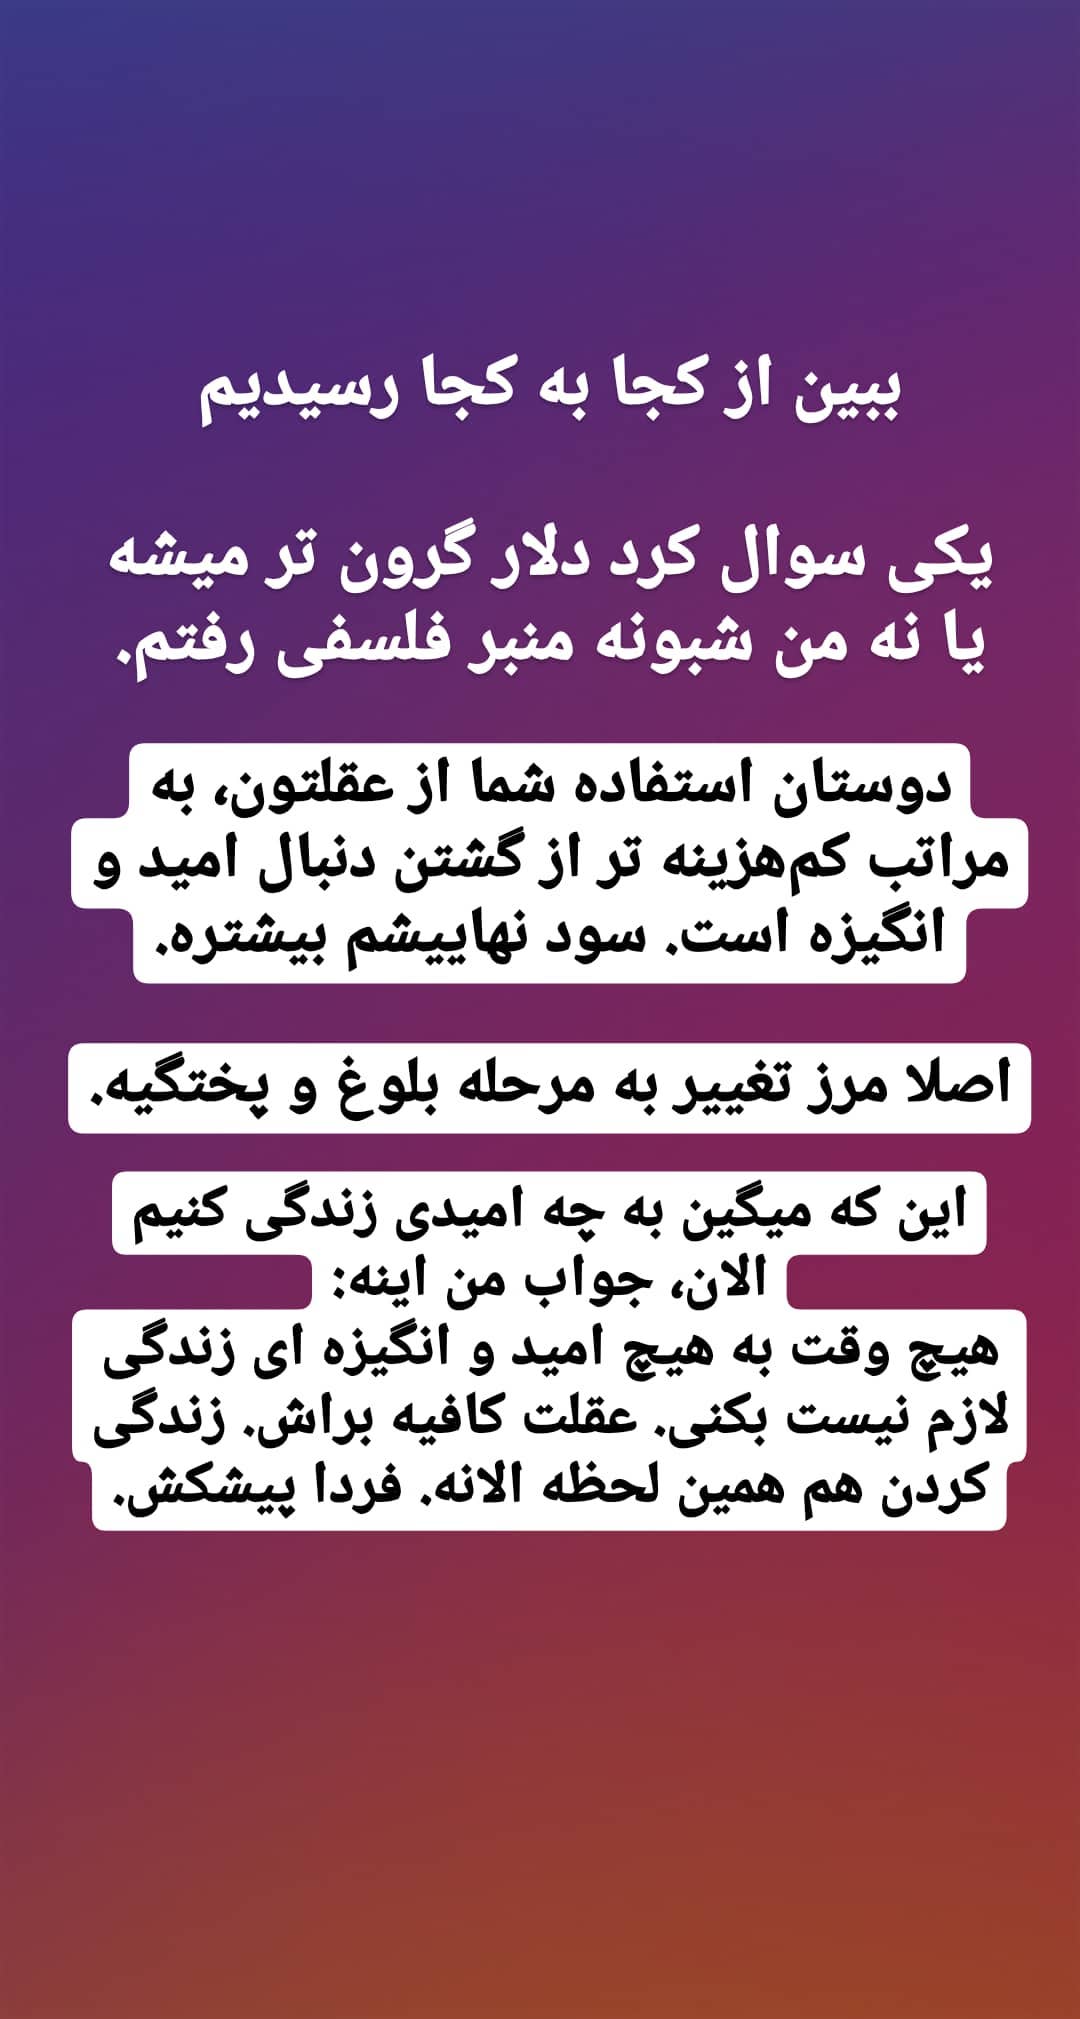 ببین از کجا به کجا رسیدیم
یکی سوال کرد دلار گرون تر میشه
یا نه من شبونه منبر فلسفی رفتم.
دوستان استفاده شما از عقلتون، به
مراتب کم‌هزینه تر از گشتن دنبال امید و
انگیزه است. سود نهاییشم بیشتره.
اصلا مرز تغییر به مرحله بلوغ و پختگیه.
این که میگین به چه امیدی زندگی کنیم
الان، جواب من اینه:
هیچ وقت به هیچ امید و انگیزه ای زندگی
لازم نیست بکنی. عقلت کافیه براش. زندگی
کردن هم همین لحظه الانه. فردا پیشکش.